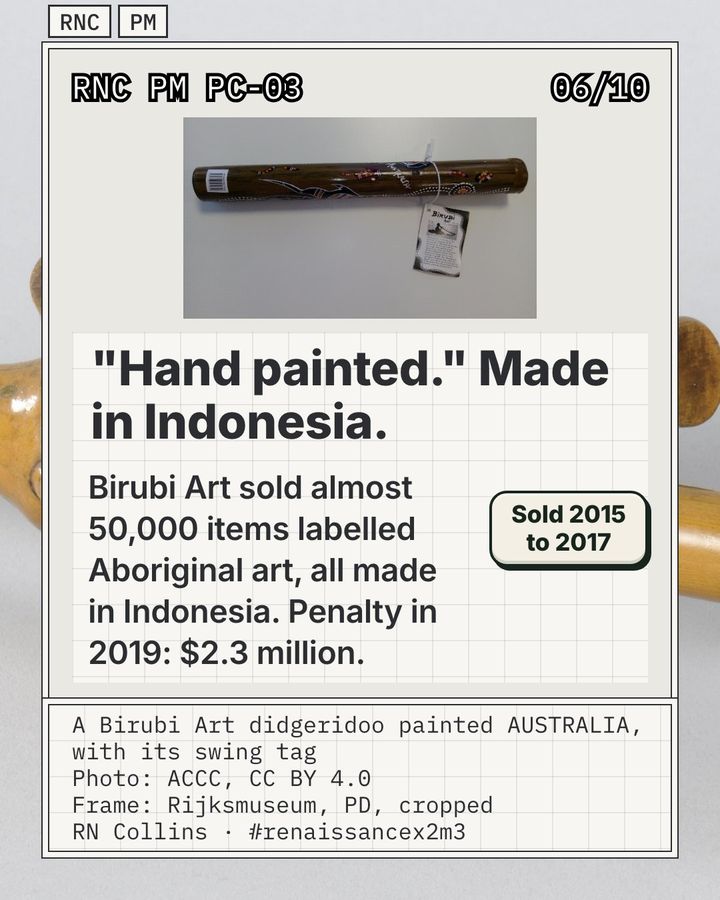 RNC PM
RNC PM PC-03
06/10
Birubi
"Hand painted." Made
in Indonesia.
Birubi Art sold almost
50,000 items labelled
Aboriginal art, all made
in Indonesia. Penalty in
2019: $2.3 million.
Sold 2015
to 2017
A Birubi Art didgeridoo painted AUSTRALIA,
with its swing tag
Photo: ACCC, CC BY 4.0
Frame: Rijksmuseum, PD, cropped
RN Collins · #renaissancex2m3